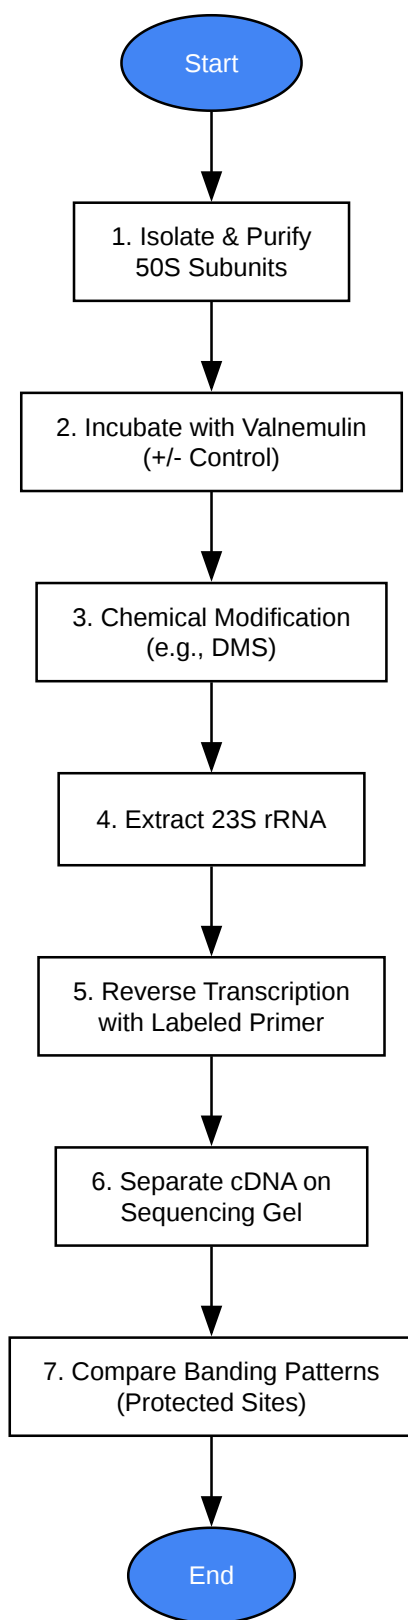 Start
1. Isolate & Purify
50S Subunits
2. Incubate with Valnemulin
(+/- Control)
3. Chemical Modification
(e.g., DMS)
4. Extract 23S rRNA
5. Reverse Transcription
with Labeled Primer
6. Separate cDNA on
Sequencing Gel
7. Compare Banding Patterns
(Protected Sites)
End